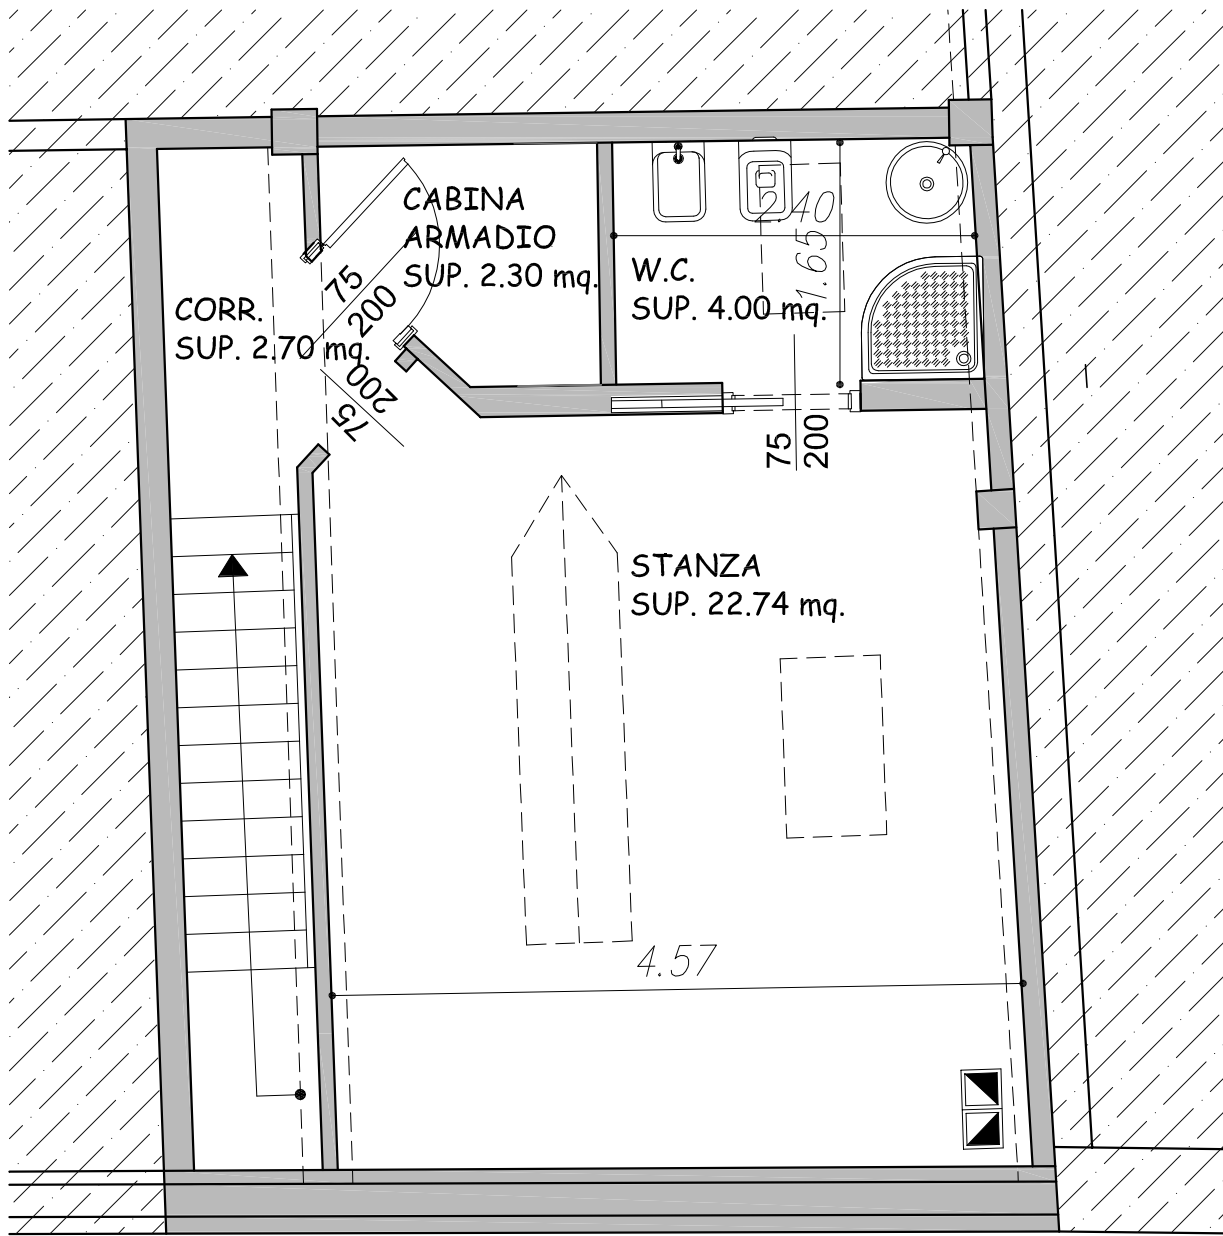 CABINA
ARMADIO
SUP. 2.30 mq.
2.40
1.65
W.C.
SUP. 4.00 mq.
75
200
CORR.
SUP. 2.70 mq.
200
75
75
200
STANZA
SUP. 22.74 mq.
4.57